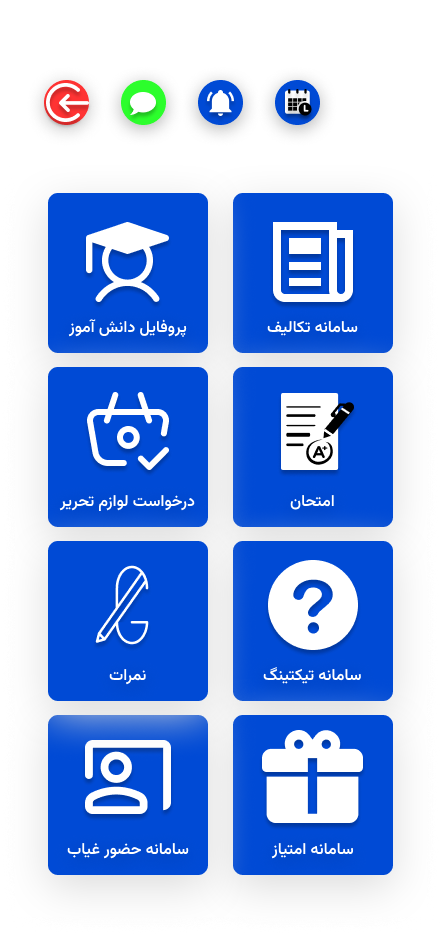 سامانه تکالیف
پروفایل دانش آموز
امتحان
درخواست لوازم تحریر
سامانه تیکتینگ
نمرات
سامانه امتیاز
سامانه حضور غیاب